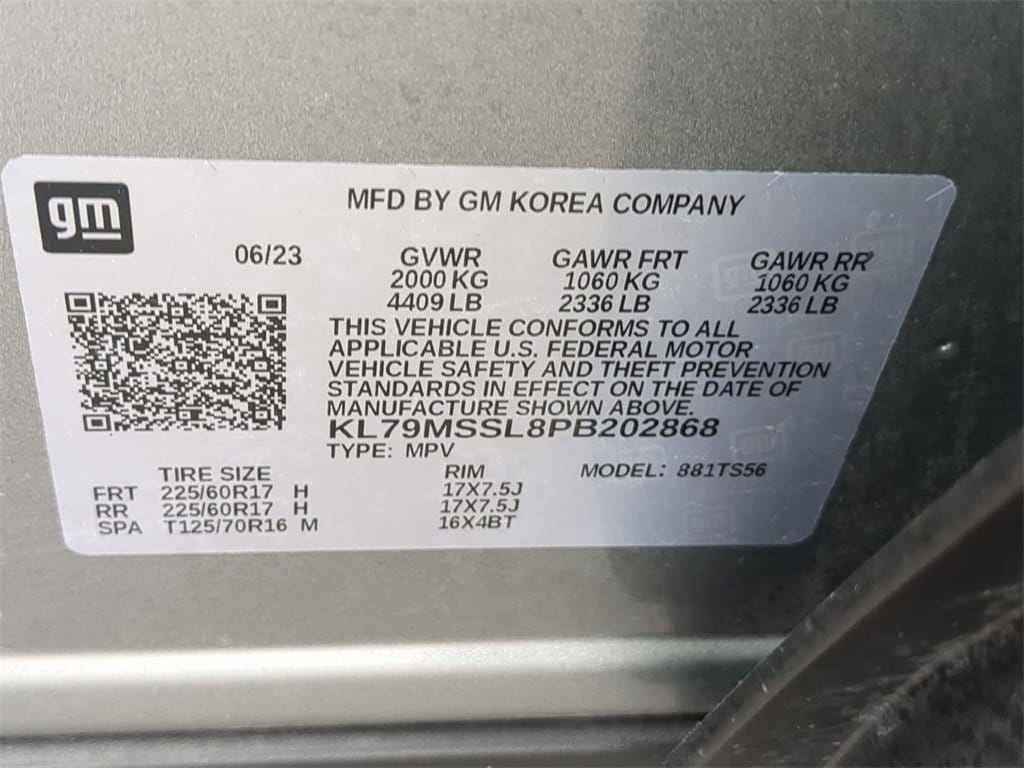 gm
MFD BY GM KOREA COMPANY
06/23 GVWR GAWR FRT GAWR RR
2000 KG 1060 KG 1060 KG
4409 LB 2336 LB 2336 LB
THIS VEHICLE CONFORMS TO ALL
APPLICABLE U.S. FEDERAL MOTOR
VEHICLE SAFETY AND THEFT PREVENTION
STANDARDS IN EFFECT ON THE DATE OF
MANUFACTURE SHOWN ABOVE.
KL79MSSL8PB202868
TYPE: MPV
TIRE SIZE RIM MODEL: 881TS56
FRT 225/60R17 H 17X7.5J
RR 225/60R17 H 17X7.5J
SPA T125/70R16 M 16X4BT